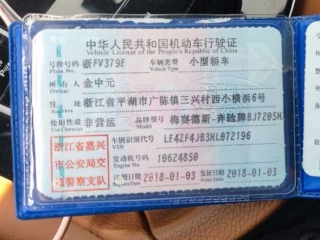 中华人民共和国机动车行驶证
Vehicle License of the People's Republic of China
号牌号码 浙FV379E 车辆类型 小型轿车
Plate No. Vehicle Type
所有人 金中元
Owner
住址 浙江省平湖市广陈镇三兴村西小横浜6号
Address
使用性质 非营运 品牌型号 梅赛德斯-奔驰牌BJ7205H
Use Character Model
浙江省嘉兴市公安局交通警察支队
车辆识别代号 LE4ZF4JB3HL072196
VIN
发动机号码 10624850
Engine No.
注册日期 2018-01-03 发证日期 2018-01-03
Register Date Issue Date